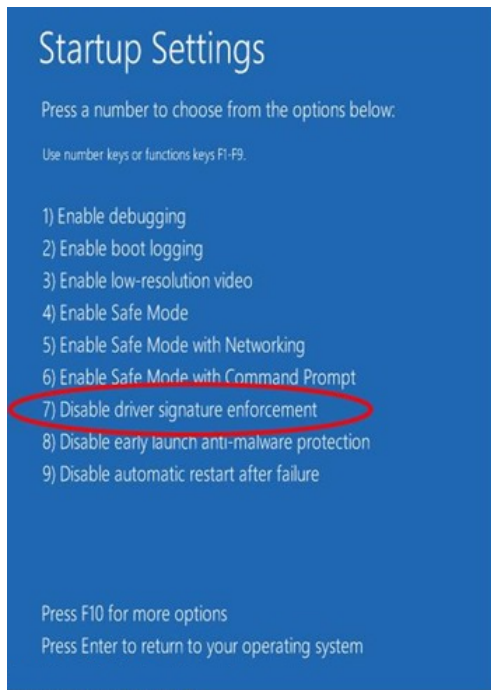 Startup Settings
Press a number to choose from the options below:
Use number keys or functions keys F1-F9.
1) Enable debugging
2) Enable boot logging
3) Enable low-resolution video
4) Enable Safe Mode
5) Enable Safe Mode with Networking
6) Enable Safe Mode with Command Prompt
7) Disable driver signature enforcement
8) Disable early launch anti-malware protection
9) Disable automatic restart after failure
Press F10 for more options
Press Enter to return to your operating system